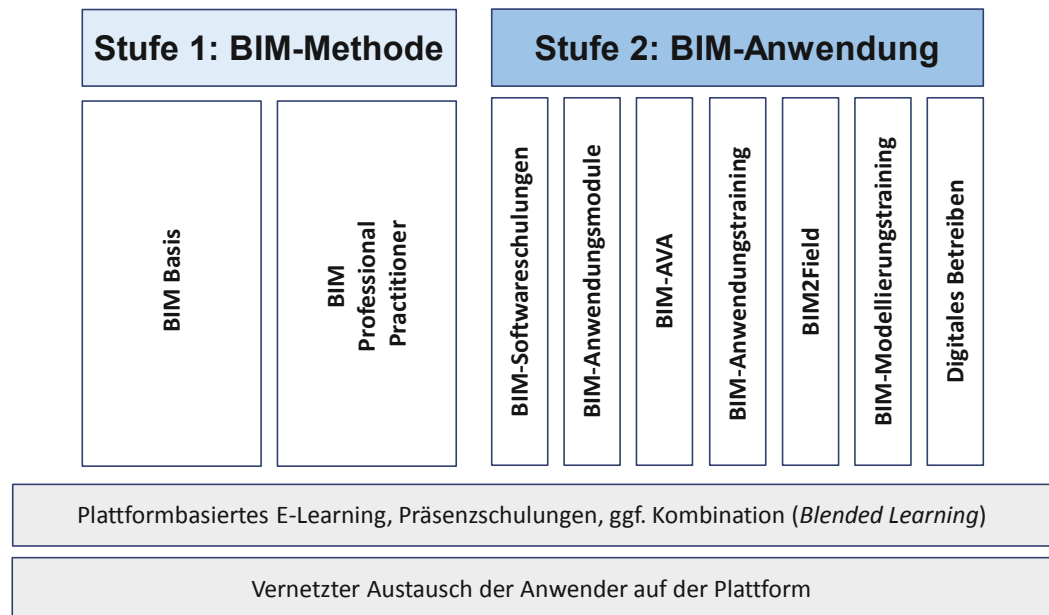 Stufe 1: BIM-Methode
Stufe 2: BIM-Anwendung
BIM Basis
BIM
Professional
Practitioner
BIM-Softwareschulungen
BIM-Anwendungsmodule
BIM-AVA
BIM-Anwendungstraining
BIM2Field
BIM-Modellierungstraining
Digitales Betreiben
Plattformbasiertes E-Learning, Präsenzschulungen, ggf. Kombination (Blended Learning)
Vernetzter Austausch der Anwender auf der Plattform